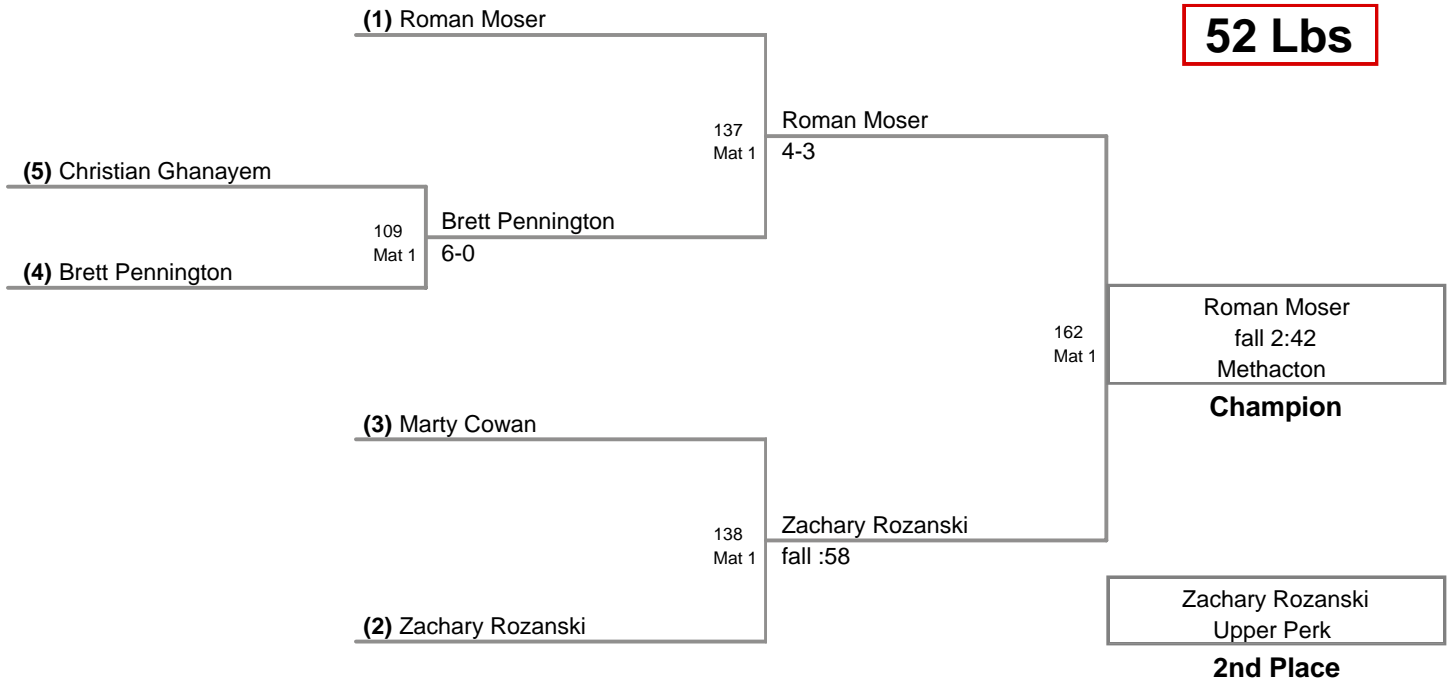 (1) Roman Moser
52 Lbs
137
Mat 1
Roman Moser
4-3
(5) Christian Ghanayem
109
Mat 1
Brett Pennington
6-0
(4) Brett Pennington
162
Mat 1
Roman Moser
fall 2:42
Methacton
Champion
(3) Marty Cowan
138
Mat 1
Zachary Rozanski
fall :58
(2) Zachary Rozanski
Zachary Rozanski
Upper Perk
2nd Place